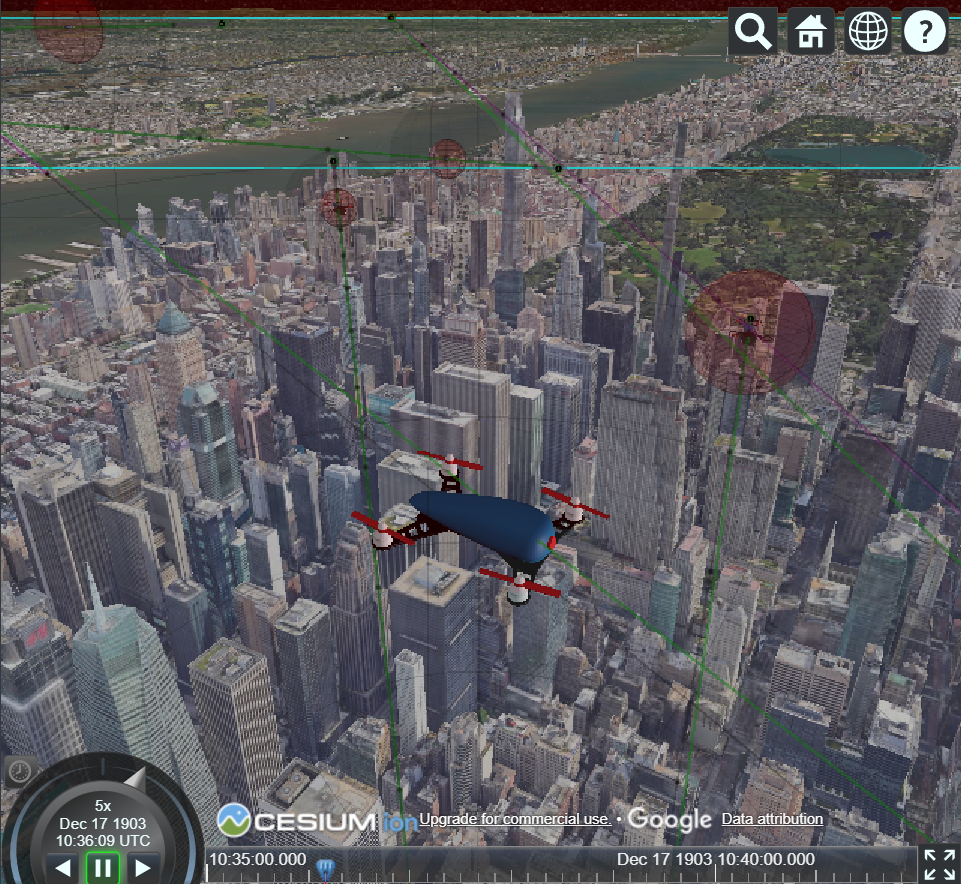 ?
5x
Dec 17 1903
10:36:09 UTC
CESIUM ion Upgrade for commercial use. • Google Data attribution
10:35:00.000
Dec 17 1903 10:40:00.000